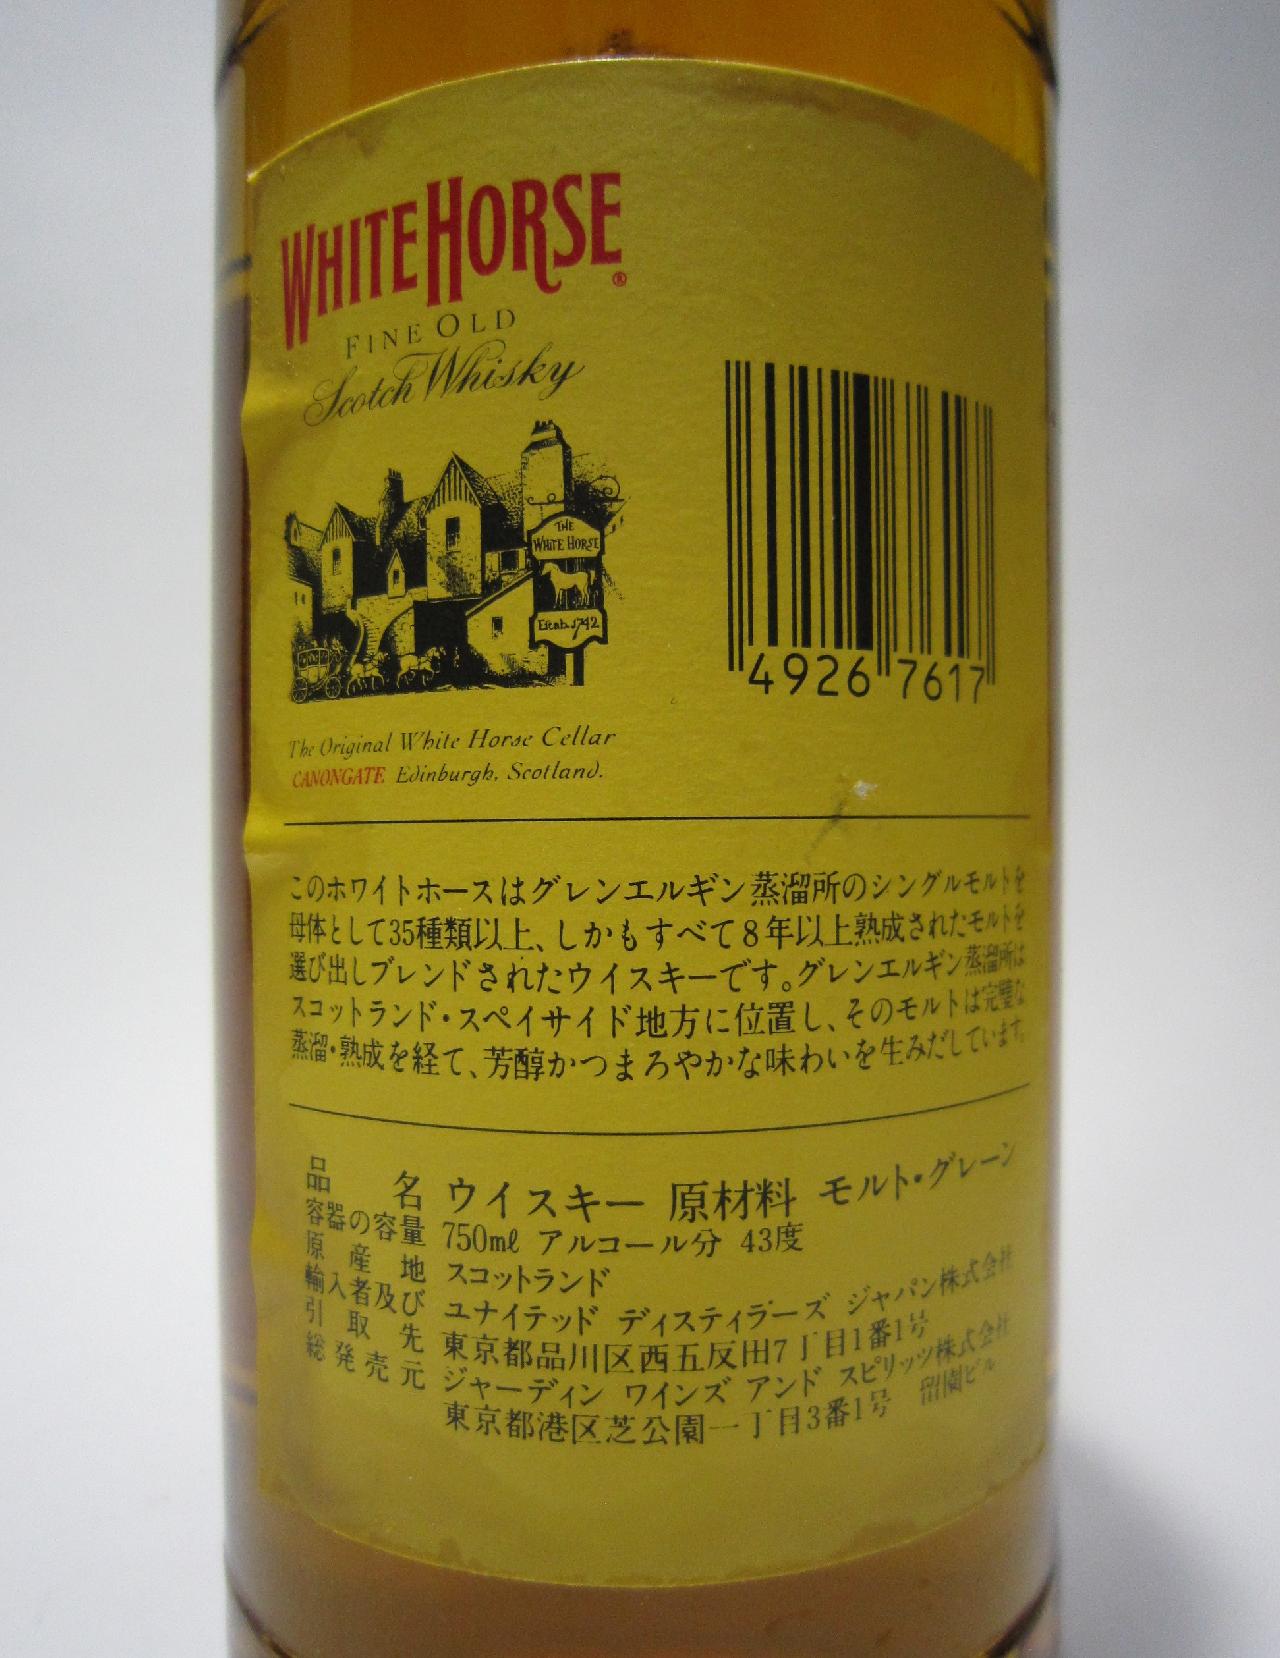 WHITE HORSE ®
FINE OLD
Scotch Whisky
THE
WHITE HORSE
Estab. 1742
The Original White Horse Cellar
CANONGATE Edinburgh, Scotland.
4926 7617
このホワイトホースはグレンエルギン蒸溜所のシングルモルトを
母体として35種類以上、しかもすべて8年以上熟成されたモルトを
選び出しブレンドされたウイスキーです。グレンエルギン蒸溜所は
スコットランド・スペイサイド地方に位置し、そのモルトは完璧な
蒸溜・熟成を経て、芳醇かつまろやかな味わいを生みだしています。
品名 ウイスキー 原材料 モルト・グレーン
容器の容量 750ml アルコール分 43度
原産地 スコットランド
輸入者及び ユナイテッド ディスティラーズ ジャパン株式会社
引取先 東京都品川区西五反田7丁目1番1号
総発売元 ジャーディン ワインズ アンド スピリッツ株式会社
東京都港区芝公園一丁目3番1号 留園ビル